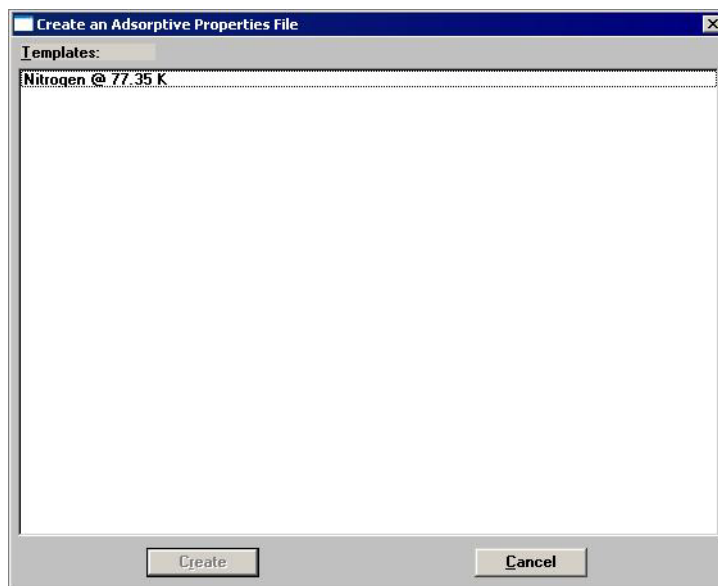 Create an Adsorptive Properties File
Templates:
Nitrogen @ 77.35 K
Create
Cancel